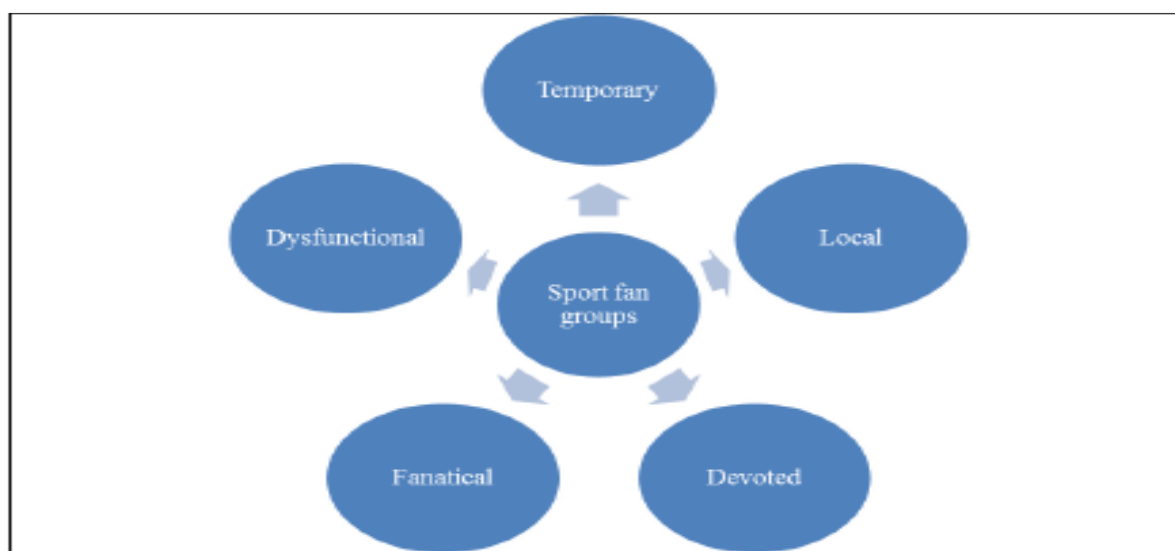 Temporary
Dysfunctional
Local
Sport fan
groups
Fanatical
Devoted